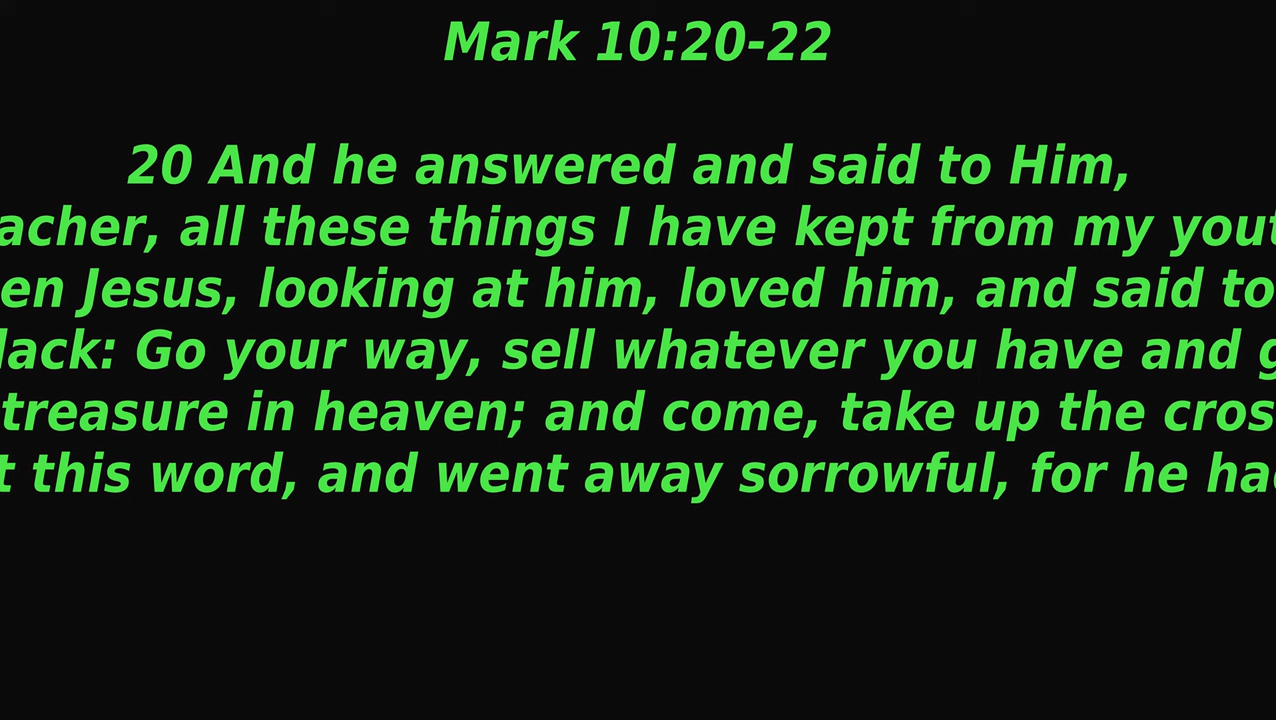 Mark 10:20-22
20 And he answered and said to Him,
acher, all these things I have kept from my yout
en Jesus, looking at him, loved him, and said to
lack: Go your way, sell whatever you have and g
treasure in heaven; and come, take up the cros
t this word, and went away sorrowful, for he ha